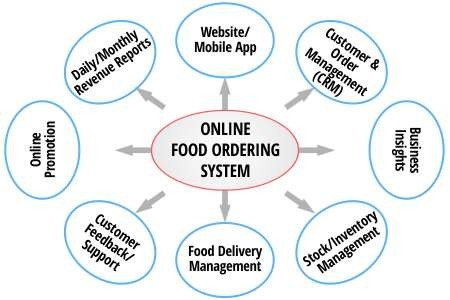 Website/
Mobile App
Daily/Monthly
Revenue Reports
Customer &
Order
Management
(CRM)
Online
Promotion
ONLINE
FOOD ORDERING
SYSTEM
Business
Insights
Customer
Feedback/
Support
Food Delivery
Management
Stock/Inventory
Management